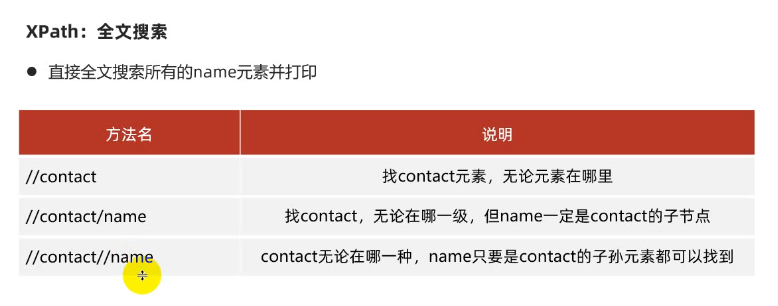 XPath：全文搜索
● 直接全文搜索所有的name元素并打印
方法名 说明
//contact 找contact元素，无论元素在哪里
//contact/name 找contact，无论在哪一级，但name一定是contact的子节点
//contact//name contact无论在哪一种，name只要是contact的子孙元素都可以找到